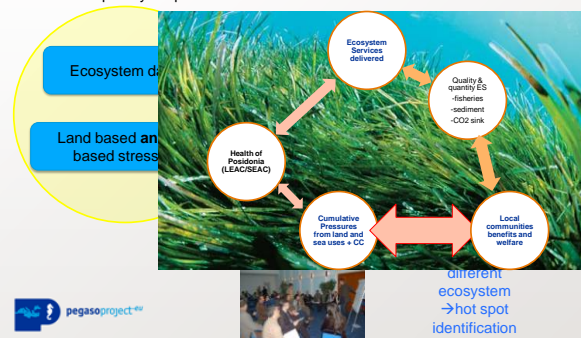 Ecosystem
Services
delivered
Ecosystem
Quality &
quantity ES
-fisheries
-sediment
-CO2 sink
Land based an
based stress
Health of
Posidonia
(LEAC/SEAC)
Cumulative
Pressures
from land and
sea uses + CC
Local
communities
benefits and
welfare
different
ecosystem
→hot spot
identification
pegasoproject.eu